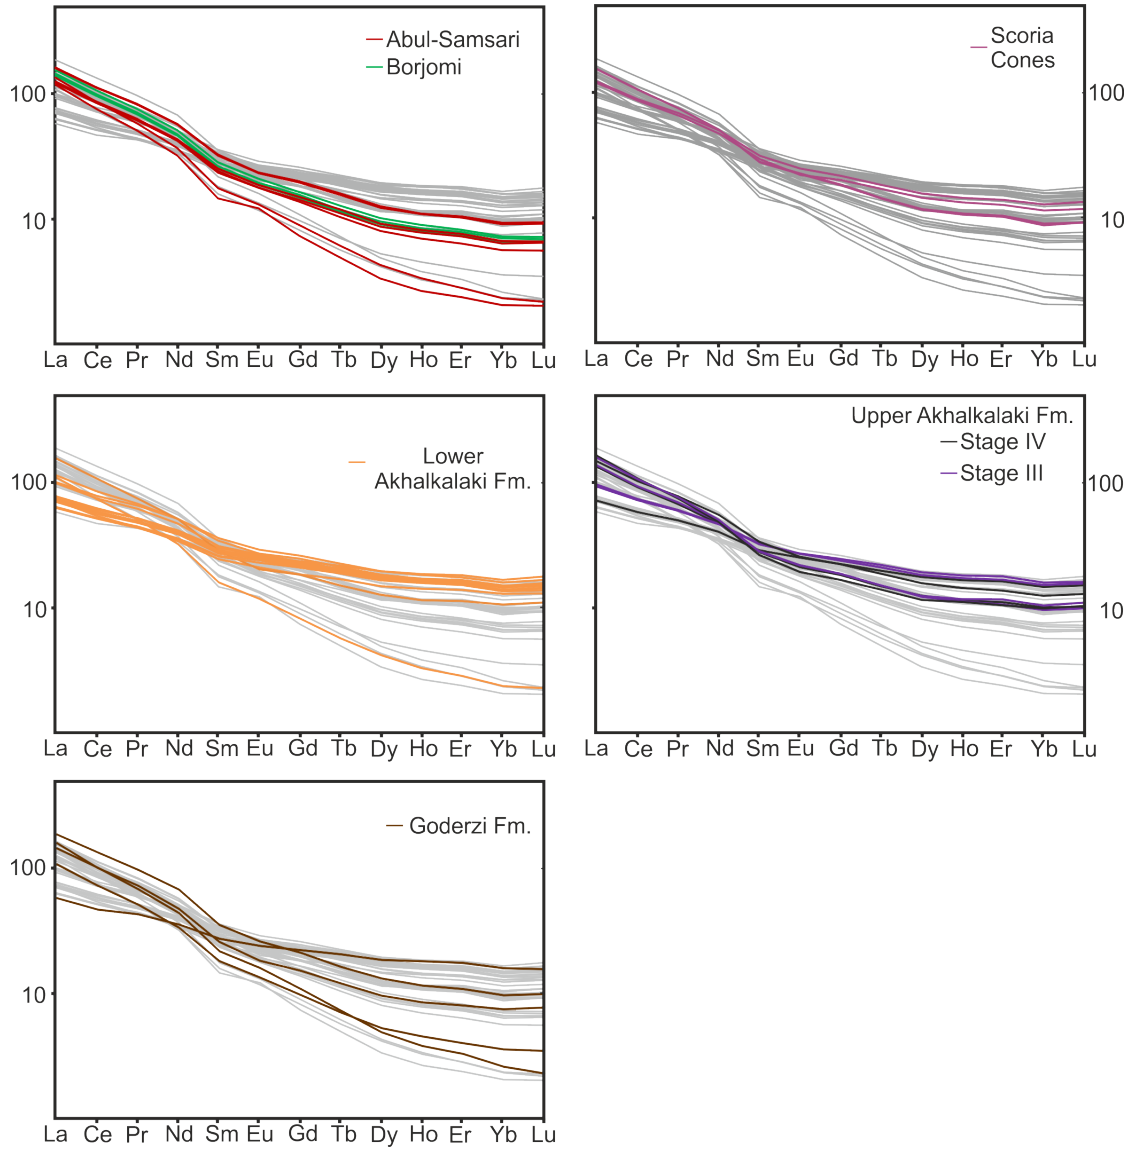 Abul-Samsari
Borjomi
100
10
La Ce Pr Nd Sm Eu Gd Tb Dy Ho Er Yb Lu
Scoria
Cones
100
10
La Ce Pr Nd Sm Eu Gd Tb Dy Ho Er Yb Lu
Lower
Akhalkalaki Fm.
100
10
La Ce Pr Nd Sm Eu Gd Tb Dy Ho Er Yb Lu
Upper Akhalkalaki Fm.
Stage IV
Stage III
100
10
La Ce Pr Nd Sm Eu Gd Tb Dy Ho Er Yb Lu
Goderzi Fm.
100
10
La Ce Pr Nd Sm Eu Gd Tb Dy Ho Er Yb Lu